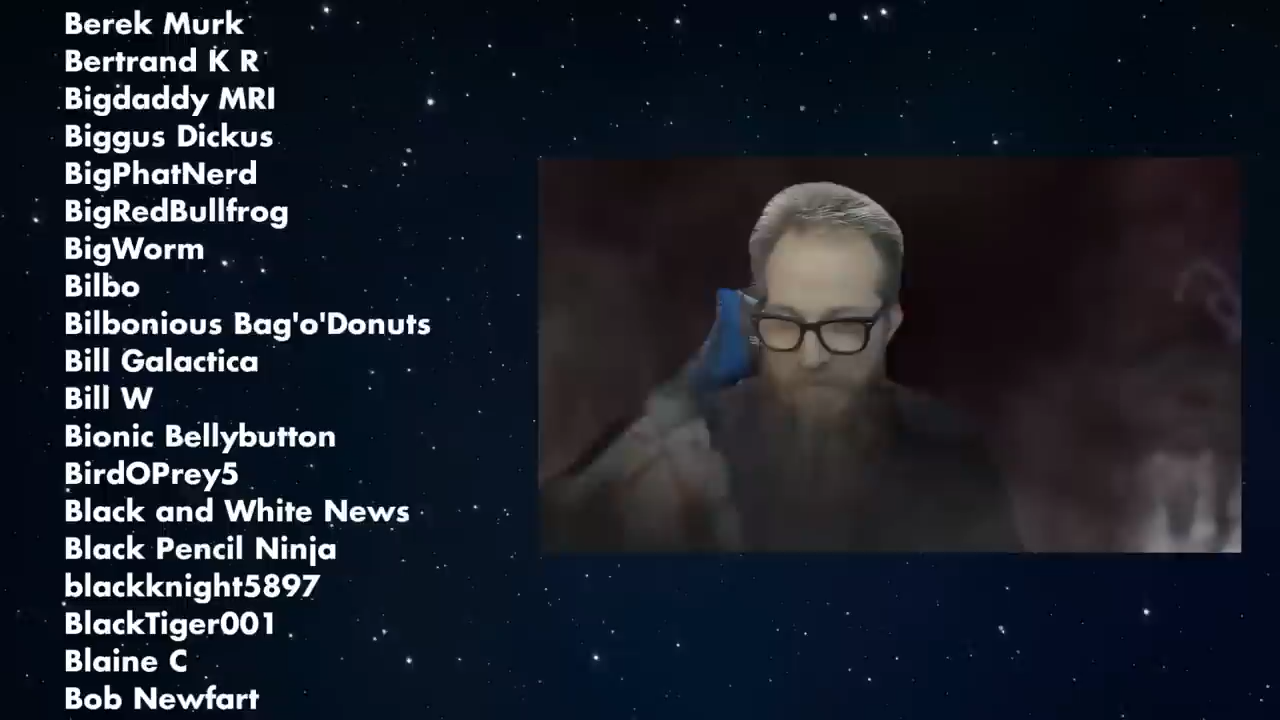 Berek Murk
Bertrand K R
Bigdaddy MRI
Biggus Dickus
BigPhatNerd
BigRedBullfrog
BigWorm
Bilbo
Bilbonious Bag'o'Donuts
Bill Galactica
Bill W
Bionic Bellybutton
BirdOPrey5
Black and White News
Black Pencil Ninja
blackknight5897
BlackTiger001
Blaine C
Bob Newfart